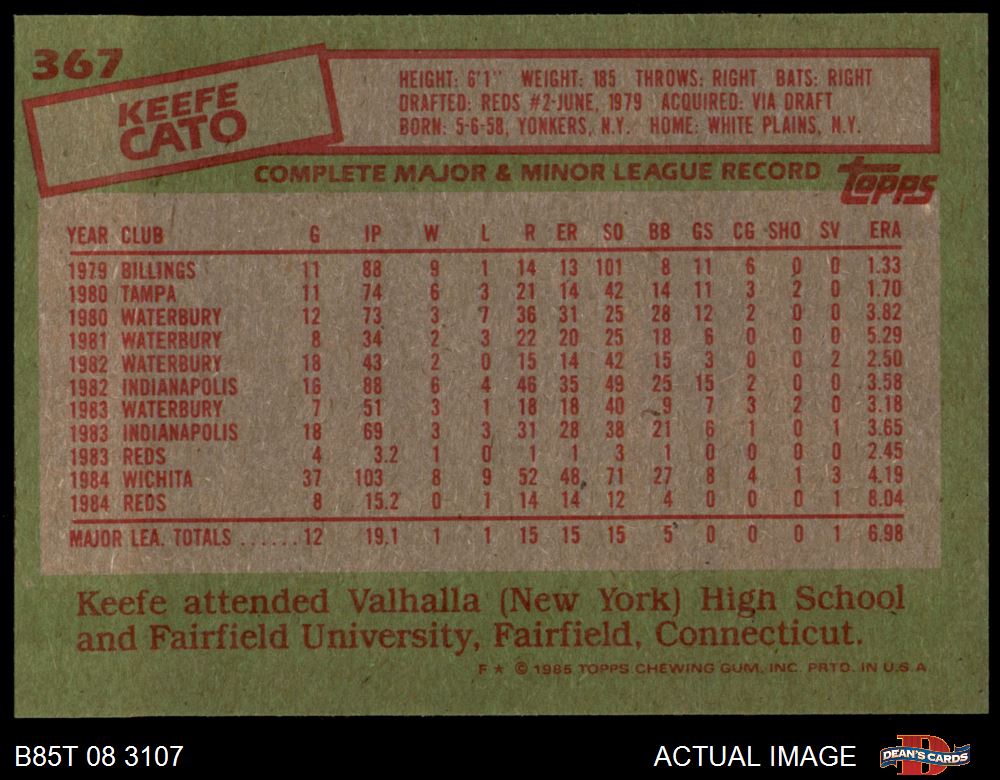 367
KEEFE
CATO
HEIGHT: 6'1" WEIGHT: 185 THROWS: RIGHT BATS: RIGHT
DRAFTED: REDS #2-JUNE, 1979 ACQUIRED: VIA DRAFT
BORN: 5-6-58, YONKERS, N.Y. HOME: WHITE PLAINS, N.Y.
COMPLETE MAJOR & MINOR LEAGUE RECORD topps
YEAR CLUB G IP W L R ER SO BB GS CG SHO SV ERA
1979 BILLINGS 11 88 9 1 14 13 101 8 11 6 0 0 1.33
1980 TAMPA 11 74 6 3 21 14 42 14 11 3 2 0 1.70
1980 WATERBURY 12 73 3 7 36 31 25 28 12 2 0 0 3.82
1981 WATERBURY 8 34 2 3 22 20 25 18 6 0 0 0 5.29
1982 WATERBURY 18 43 2 0 15 14 42 15 3 0 0 2 2.50
1982 INDIANAPOLIS 16 88 6 4 46 35 49 25 15 2 0 0 3.58
1983 WATERBURY 7 51 3 1 18 18 40 9 7 3 2 0 3.18
1983 INDIANAPOLIS 18 69 3 3 31 28 38 21 6 1 0 1 3.65
1983 REDS 4 3.2 1 0 1 1 3 1 0 0 0 0 2.45
1984 WICHITA 37 103 8 9 52 48 71 27 8 4 1 3 4.19
1984 REDS 8 15.2 0 1 14 14 12 4 0 0 0 1 8.04
MAJOR LEA. TOTALS ...... 12 19.1 1 1 15 15 15 5 0 0 0 1 6.98
Keefe attended Valhalla (New York) High School
and Fairfield University, Fairfield, Connecticut.
F ★ © 1985 TOPPS CHEWING GUM, INC. PRTD. IN U.S.A
B85T 08 3107 ACTUAL IMAGE DEAN'S CARDS